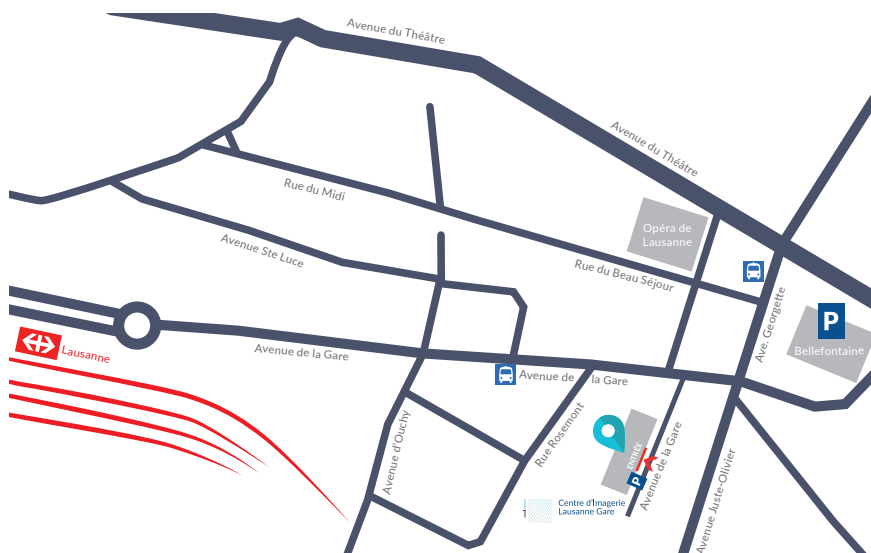 Avenue du Théâtre
Avenue du Théâtre
Rue du Midi
Opéra de
Lausanne
Avenue Ste Luce
Rue du Beau Séjour
Ave. Georgette
P
Bellefontaine
Lausanne
Avenue de la Gare
Avenue de la Gare
Rue Rosemont
Avenue d'Ouchy
ENTRÉE
P
Avenue de la Gare
Avenue Juste-Olivier
Centre d'Imagerie
Lausanne Gare